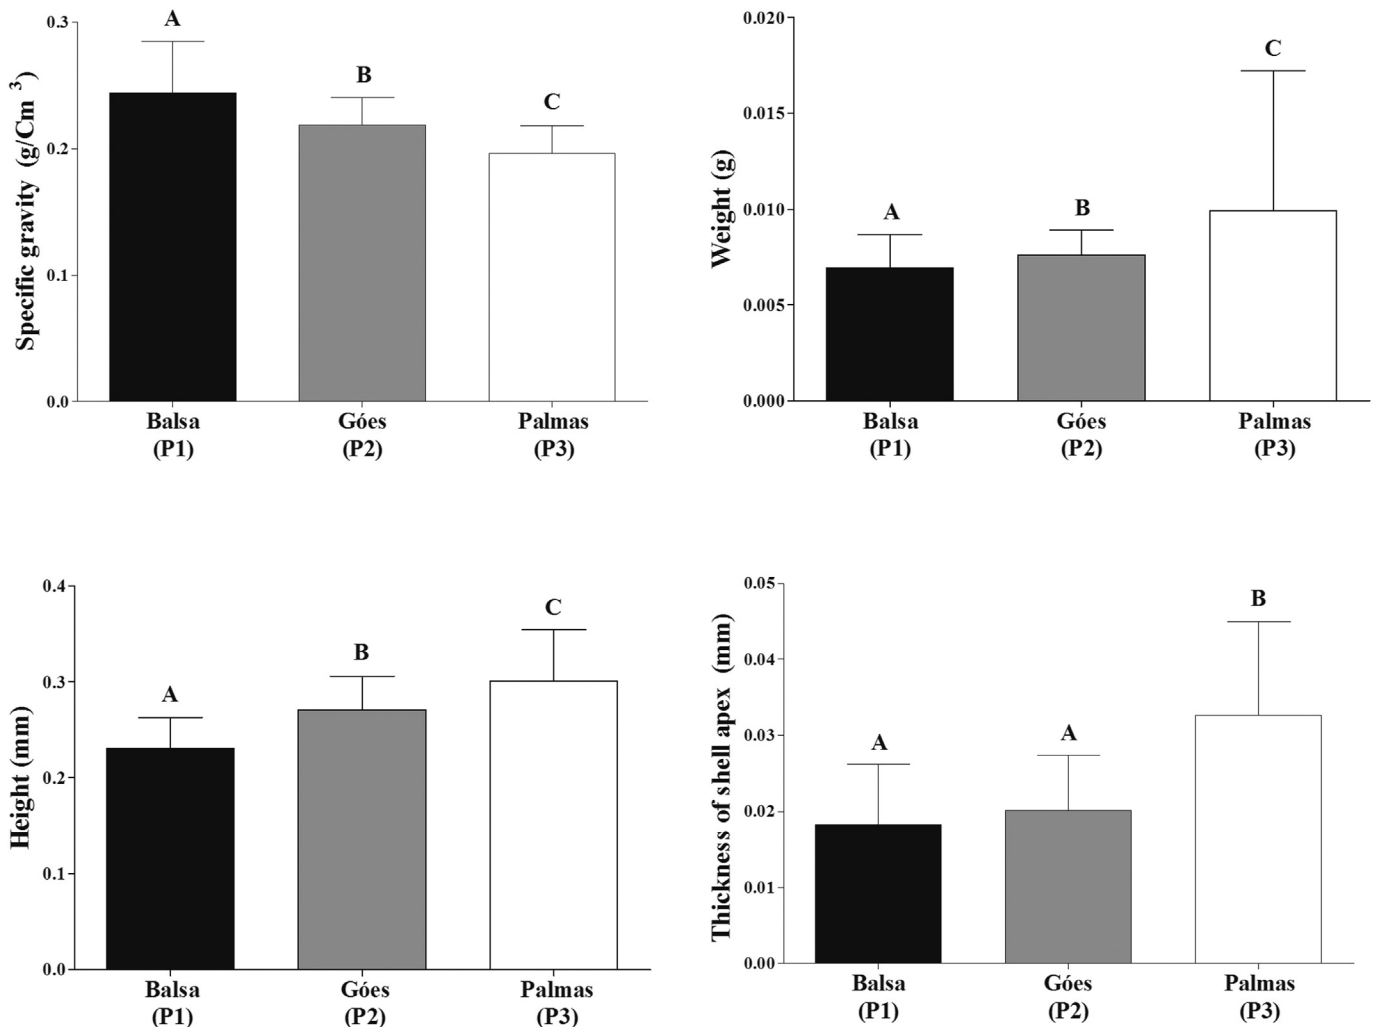 Specific gravity (g/Cm 3)
0.3
0.2
0.1
0.0
A
B
C
Balsa
(P1)
Góes
(P2)
Palmas
(P3)
Weight (g)
0.020
0.015
0.010
0.005
0.000
A
B
C
Balsa
(P1)
Góes
(P2)
Palmas
(P3)
Height (mm)
0.4
0.3
0.2
0.1
0.0
A
B
C
Balsa
(P1)
Góes
(P2)
Palmas
(P3)
Thickness of shell apex (mm)
0.05
0.04
0.03
0.02
0.01
0.00
A
A
B
Balsa
(P1)
Góes
(P2)
Palmas
(P3)